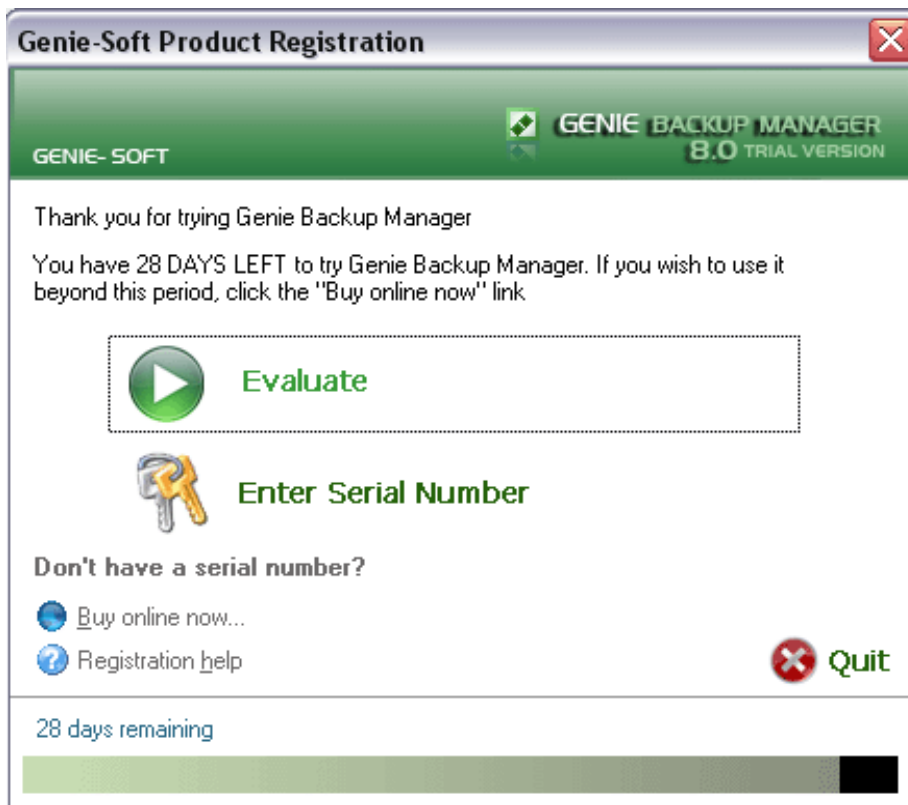 Genie-Soft Product Registration
GENIE BACKUP MANAGER
GENIE- SOFT
8.0 TRIAL VERSION
Thank you for trying Genie Backup Manager
You have 28 DAYS LEFT to try Genie Backup Manager. If you wish to use it
beyond this period, click the "Buy online now" link
Evaluate
Enter Serial Number
Don't have a serial number?
Buy online now...
Registration help
Quit
28 days remaining